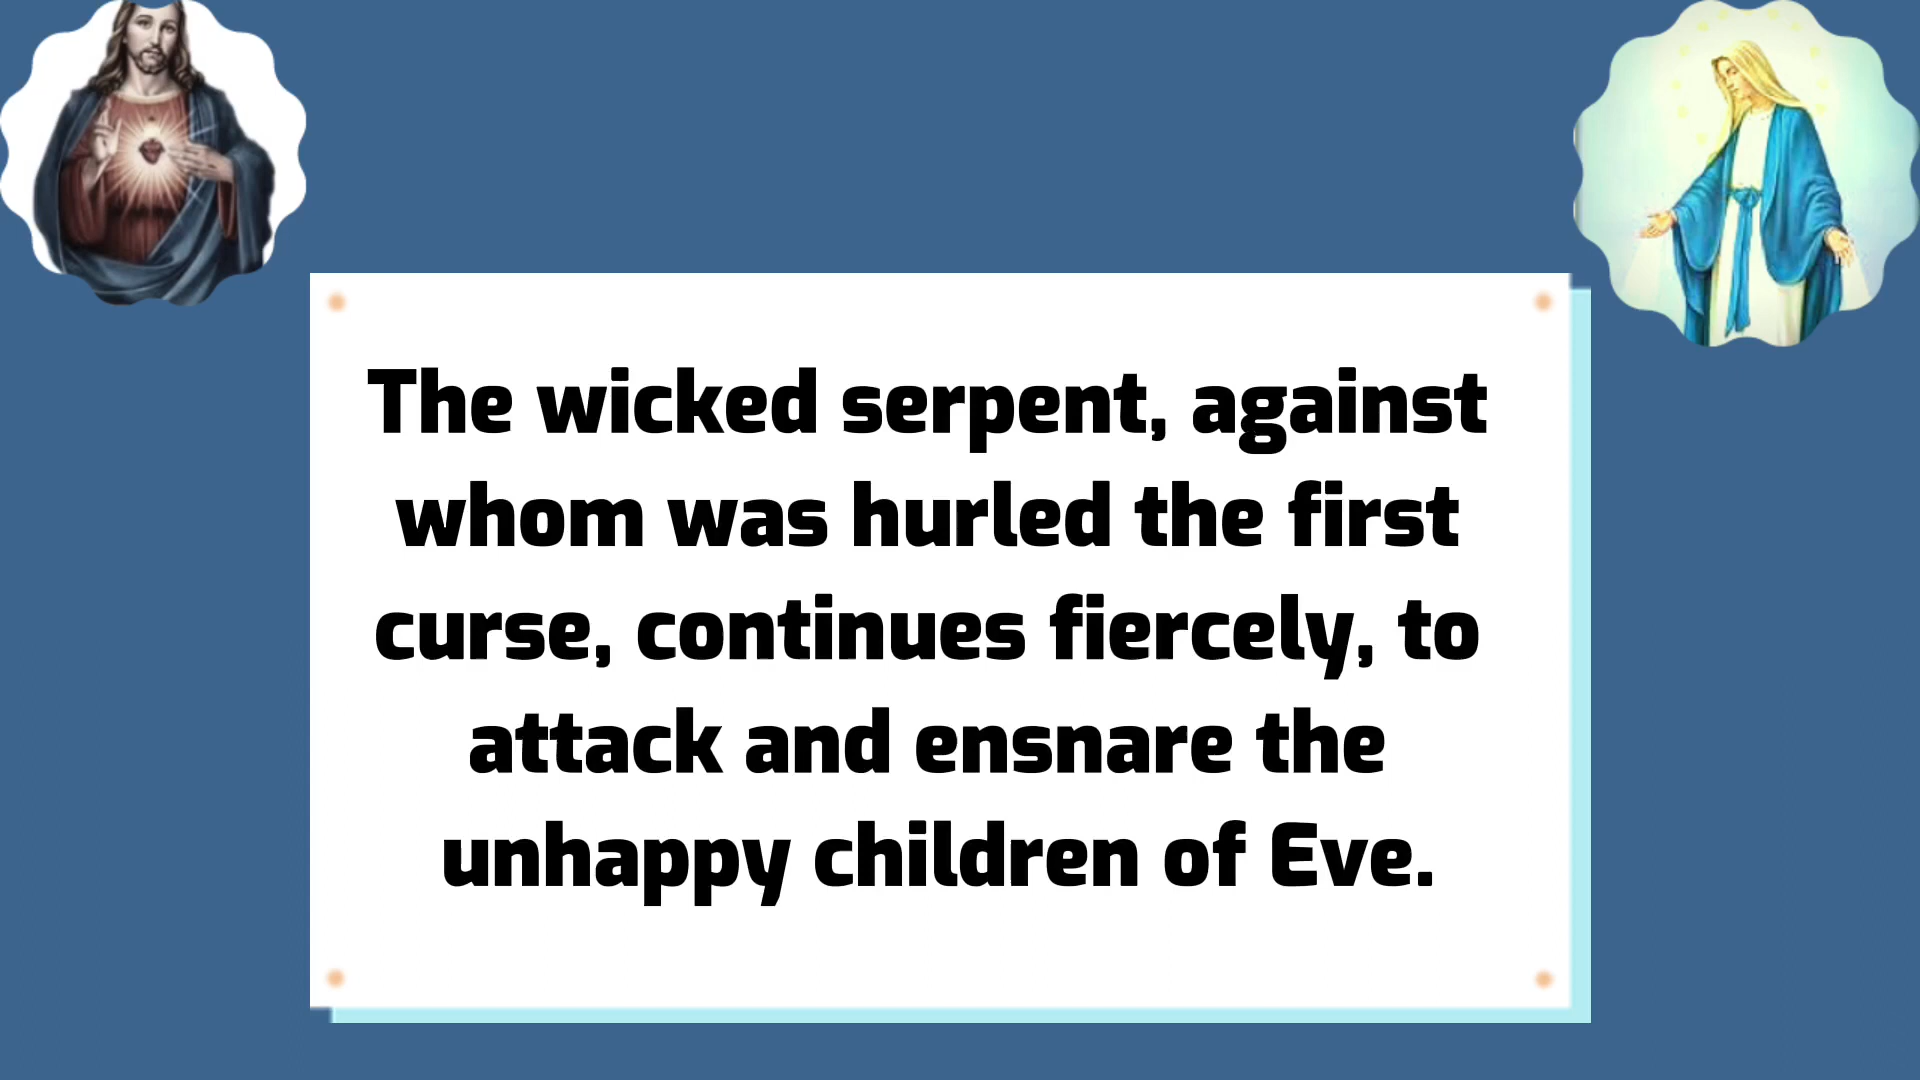 The wicked serpent, against
whom was hurled the first
curse, continues fiercely, to
attack and ensnare the
unhappy children of Eve.